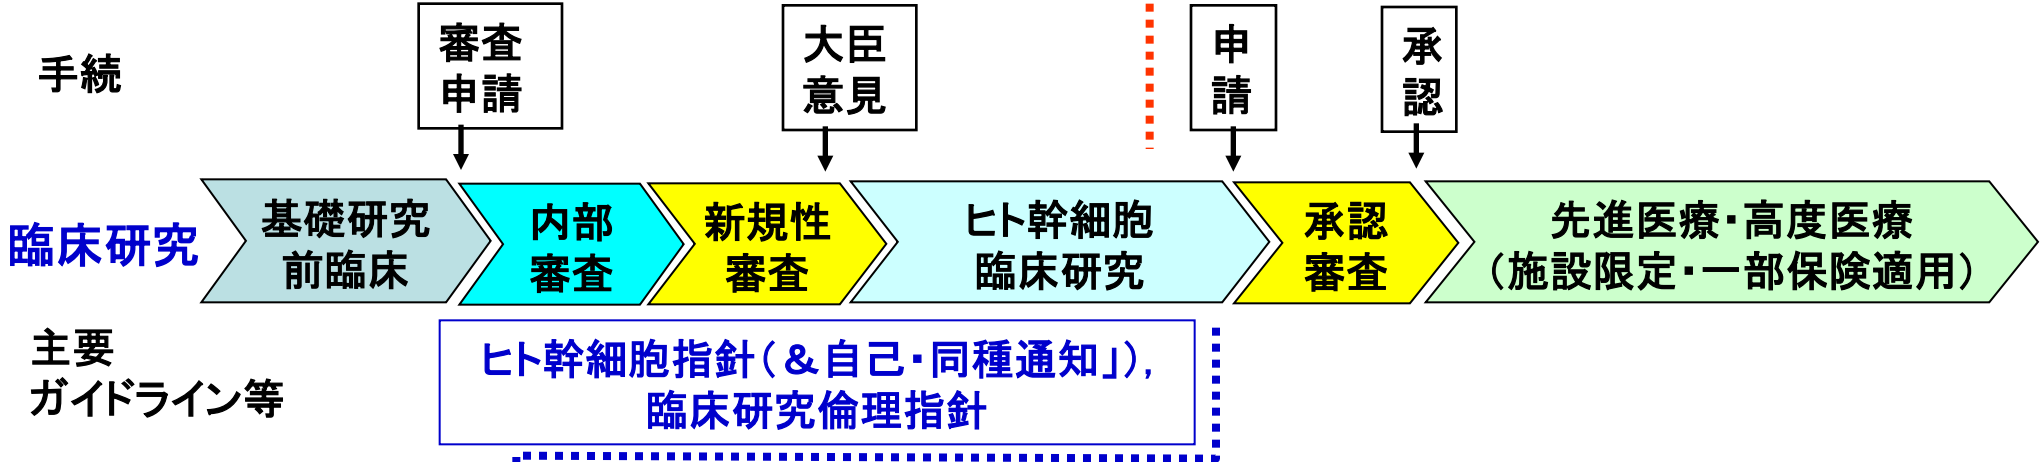 手続
審査
申請
大臣
意見
申
請
承
認
臨床研究
基礎研究
前臨床
内部
審査
新規性
審査
ヒト幹細胞
臨床研究
承認
審査
先進医療・高度医療
（施設限定・一部保険適用）
主要
ガイドライン等
ヒト幹細胞指針（＆自己・同種通知」），
臨床研究倫理指針